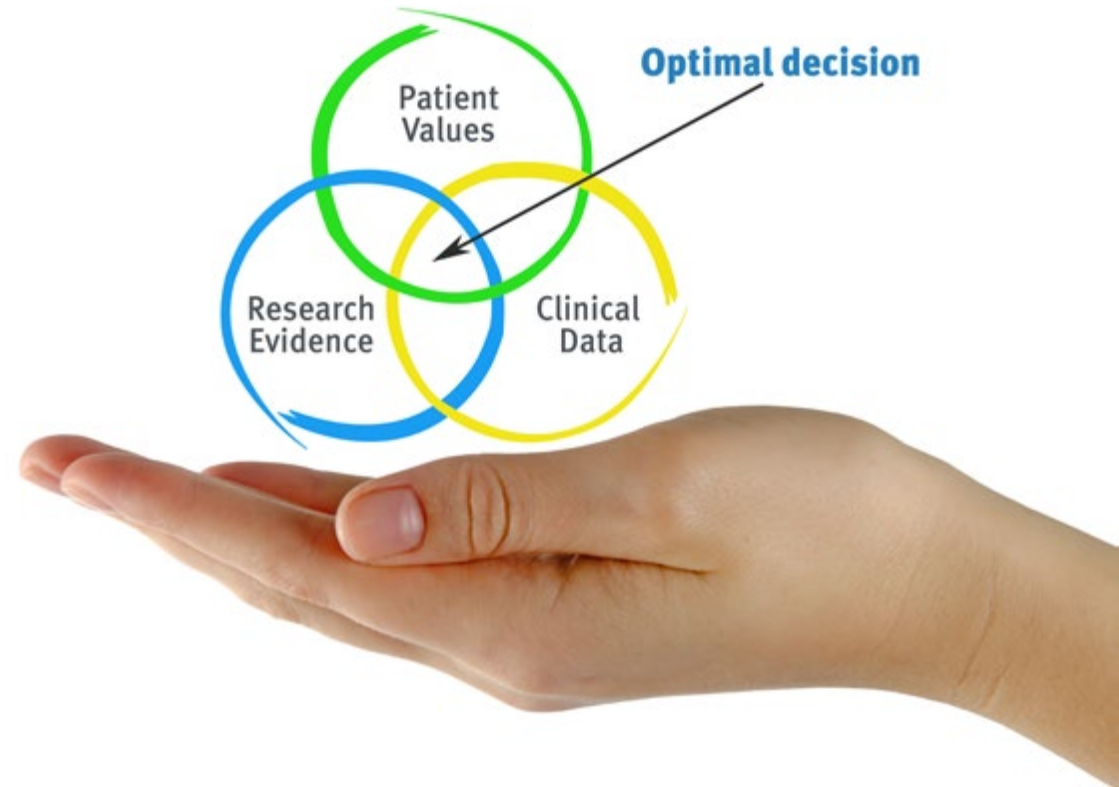 Optimal decision
Patient
Values
Research
Evidence
Clinical
Data